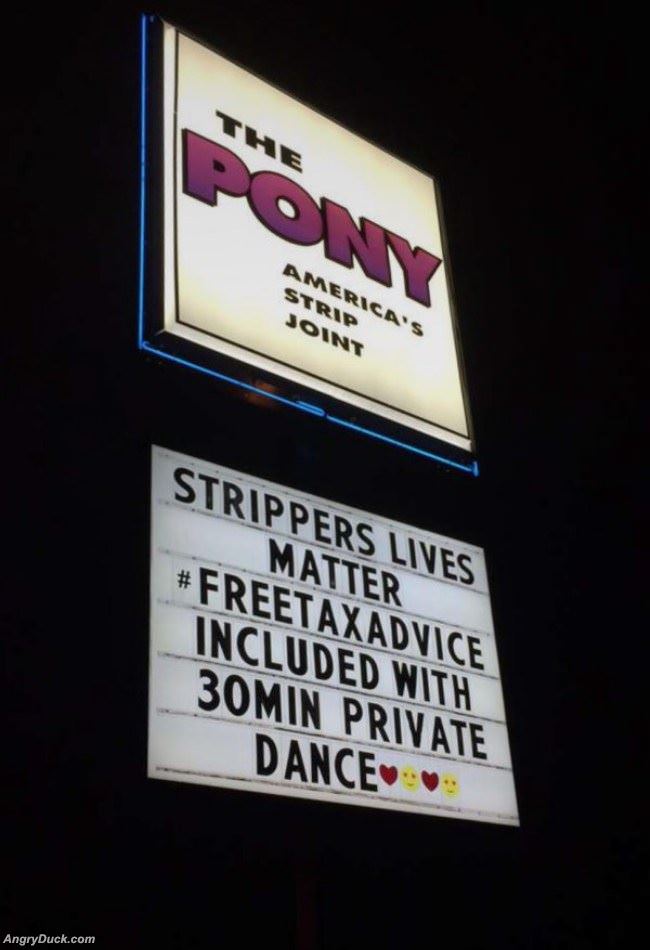 THE
PONY
AMERICA'S
STRIP
JOINT
STRIPPERS LIVES
MATTER
#FREETAXADVICE
INCLUDED WITH
30MIN PRIVATE
DANCE♥😍♥😍
AngryDuck.com